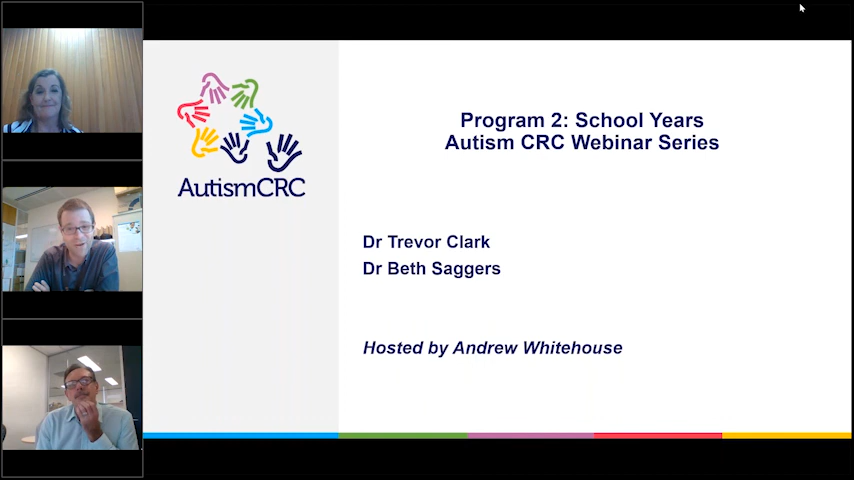 AutismCRC
Program 2: School Years
Autism CRC Webinar Series
Dr Trevor Clark
Dr Beth Saggers
Hosted by Andrew Whitehouse